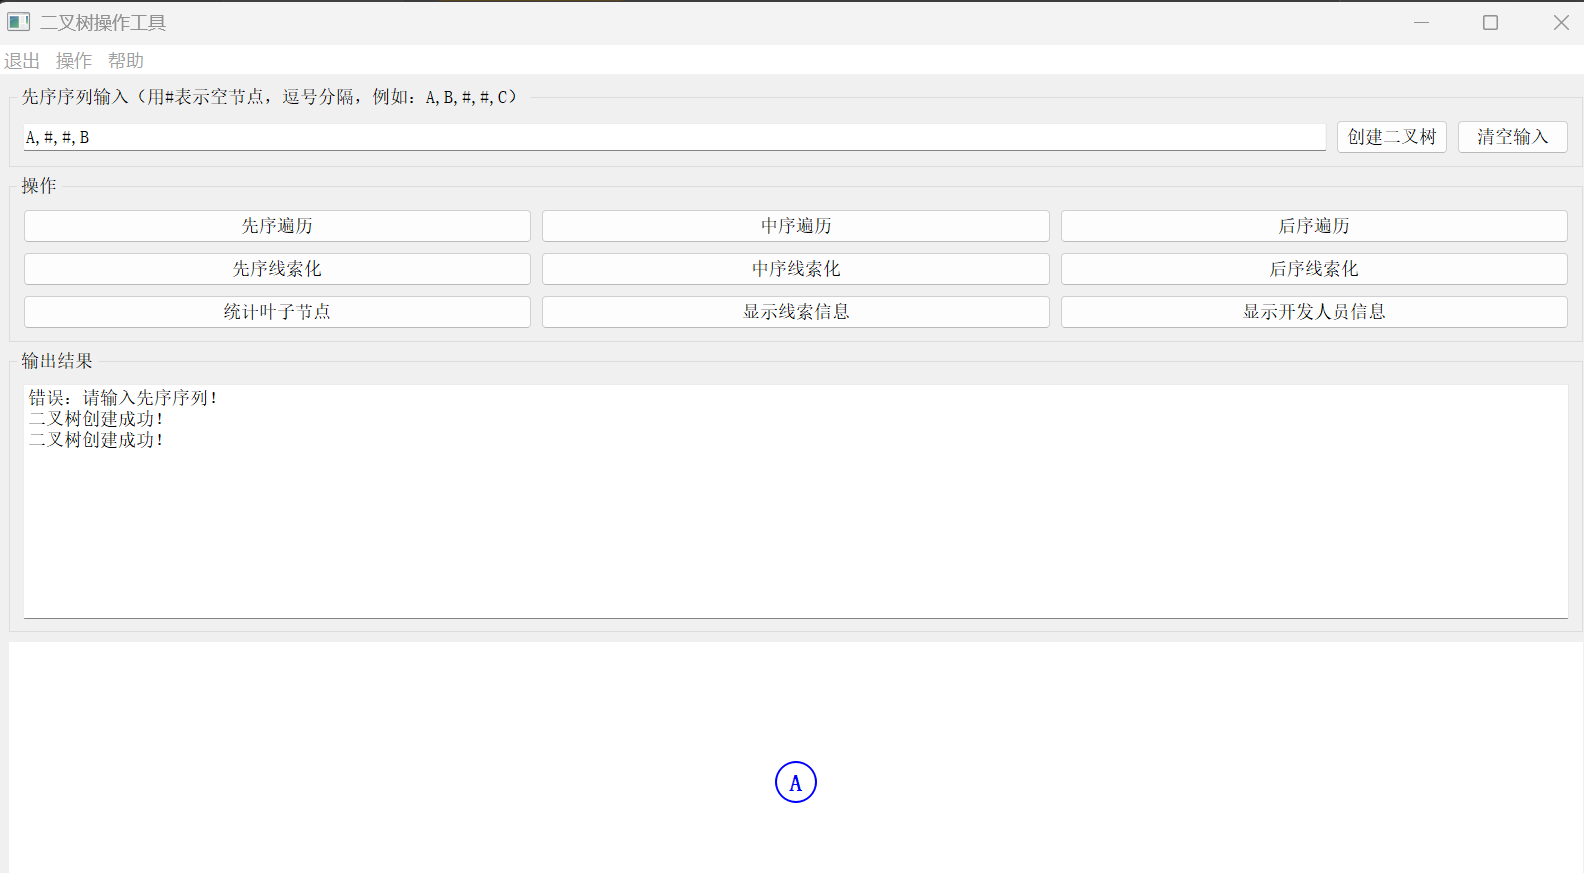 二叉树操作工具
退出 操作 帮助
先序序列输入（用#表示空节点，逗号分隔，例如：A,B,#,#,C）
A,#,#,B 创建二叉树 清空输入
操作
先序遍历 中序遍历 后序遍历
先序线索化 中序线索化 后序线索化
统计叶子节点 显示线索信息 显示开发人员信息
输出结果
错误：请输入先序序列！
二叉树创建成功！
二叉树创建成功！
A